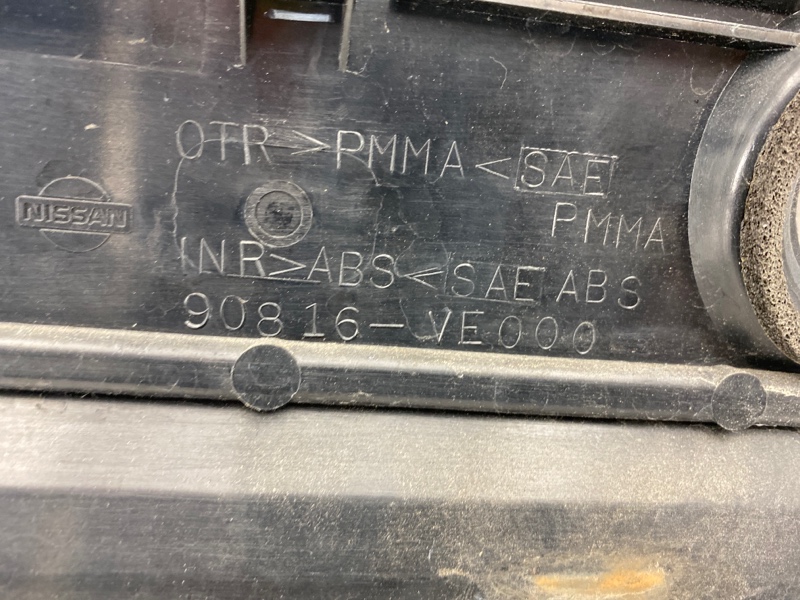 OTR >PMMA< SAE
PMMA
NISSAN
INR>ABS< SAE ABS
90816-VE000